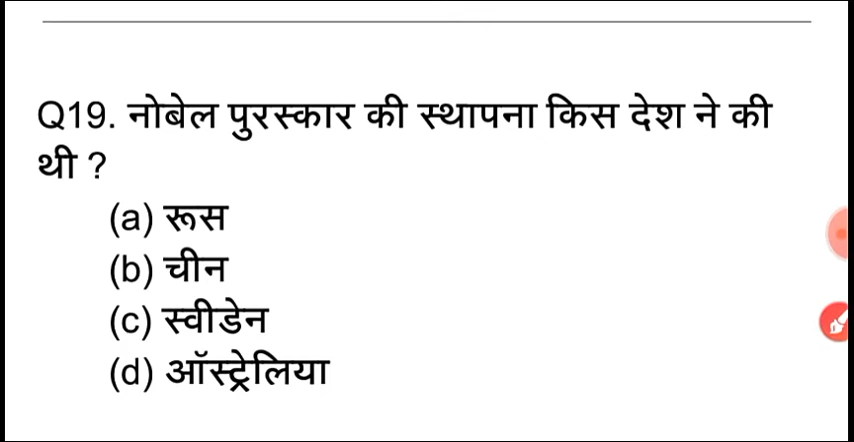 Q19. नोबेल पुरस्कार की स्थापना किस देश ने की
थी ?
(a) रूस
(b) चीन
(c) स्वीडेन
(d) ऑस्ट्रेलिया